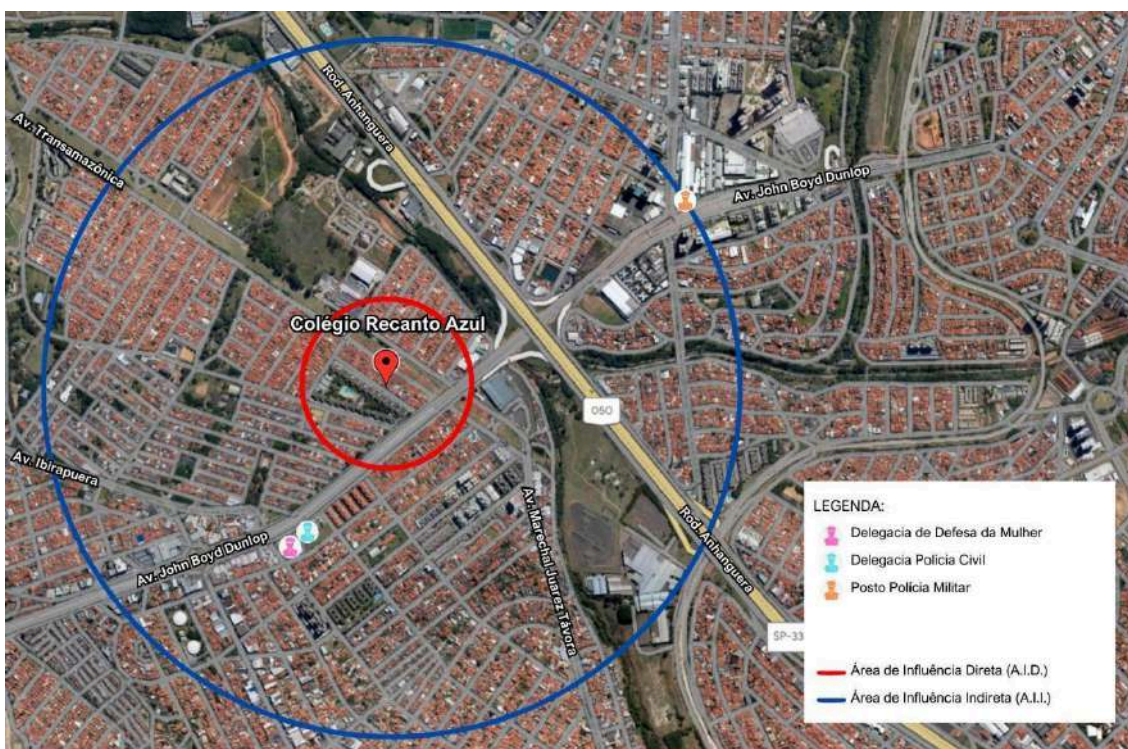 Rod. Anhanguera
Av. Transamazônica
Av. John Boyd Dunlop
Colégio Recanto Azul
050
Av. Ibirapuera
Av. John Boyd Dunlop
Av. Marechal Juarez Távora
Rod. Anhanguera
SP-33
LEGENDA:
Delegacia de Defesa da Mulher
Delegacia Policia Civil
Posto Policia Militar
Área de Influência Direta (A.I.D.)
Área de Influência Indireta (A.I.I.)